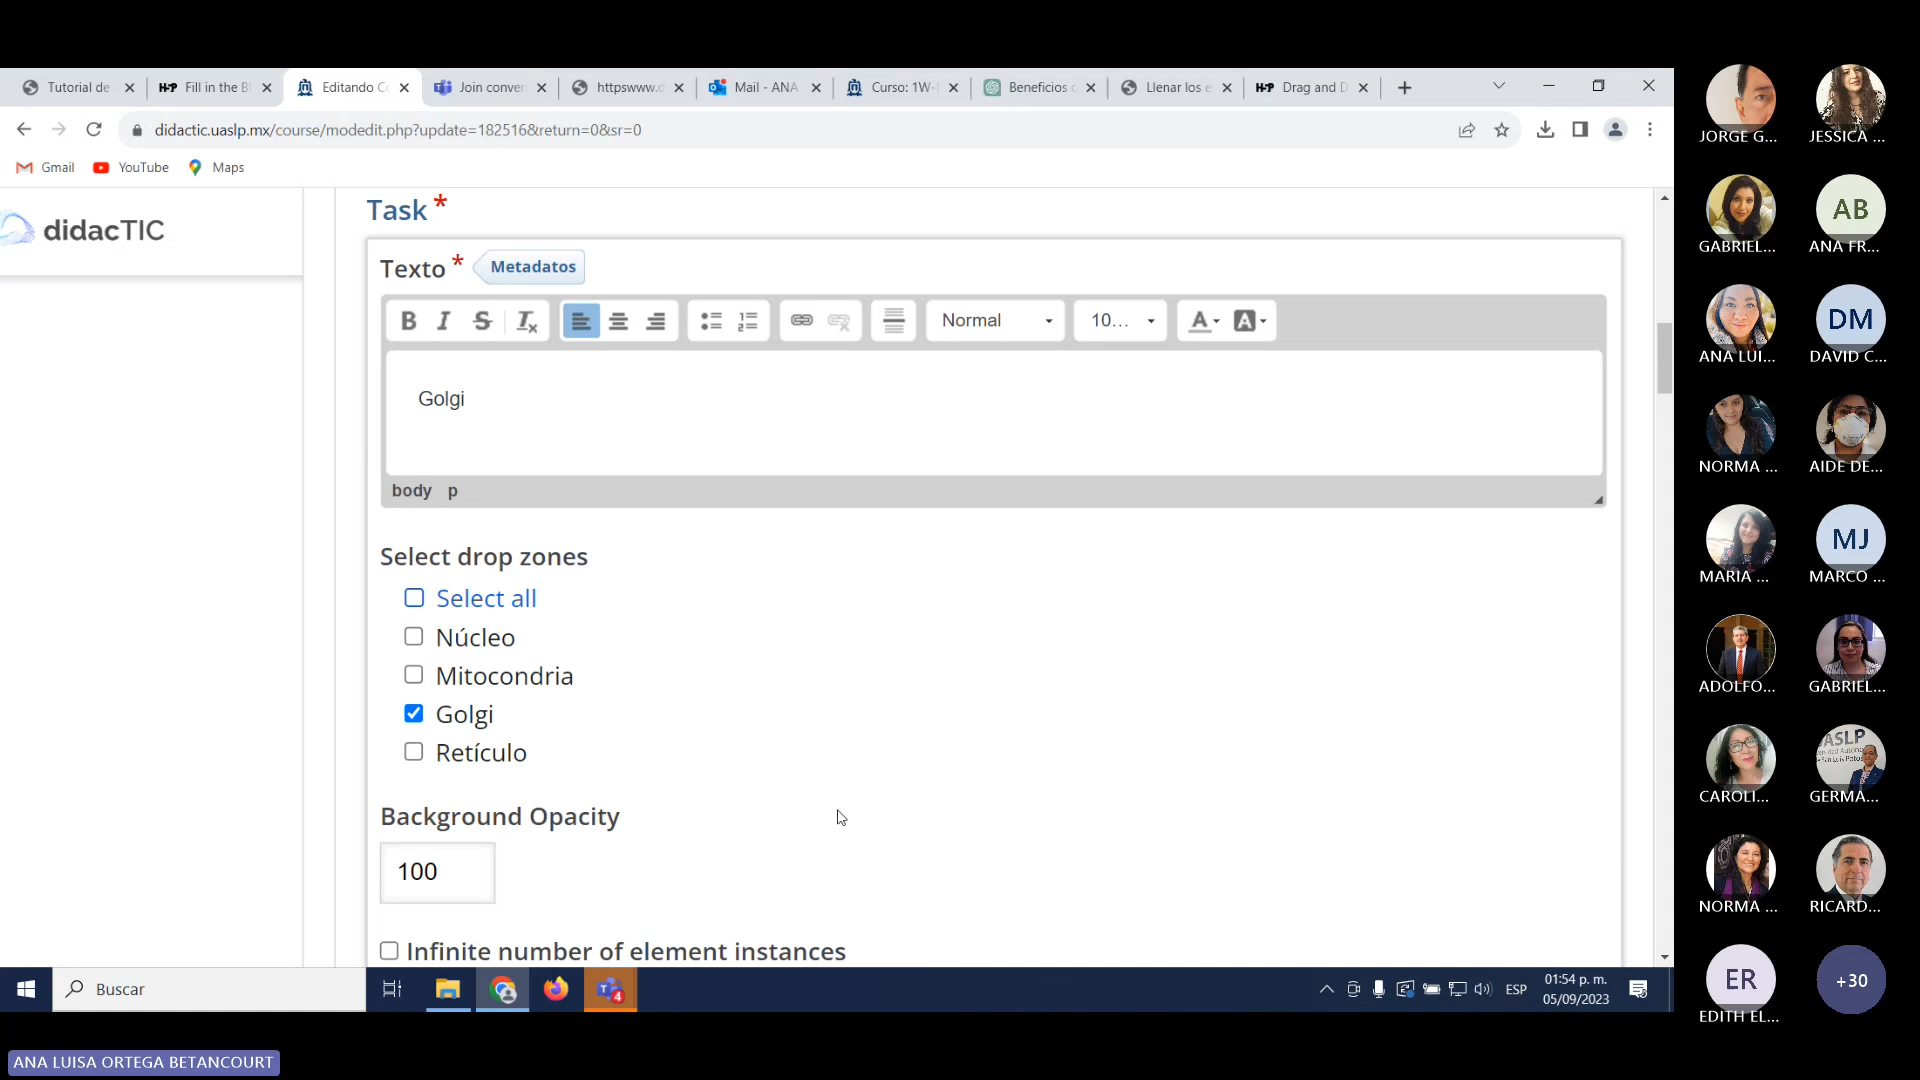 Tutorial de
H-P Fill in the Bl
Editando Co
Join conver
httpswww.d
Mail - ANA
Curso: 1W-
Beneficios c
Llenar los e
H-P Drag and D
didactic.uaslp.mx/course/modedit.php?update=182516&return=0&sr=0
Gmail
YouTube
Maps
didacTIC
Task *
Texto *
Metadatos
B I S Tx
Normal
10...
A
A
Golgi
body p
Select drop zones
Select all
Núcleo
Mitocondria
Golgi
Retículo
Background Opacity
100
Infinite number of element instances
Buscar
4
ESP
01:54 p. m.
05/09/2023
JORGE G...
JESSICA ...
GABRIEL...
AB
ANA FR...
ANA LUI...
DM
DAVID C...
NORMA ...
AIDE DE...
MARIA ...
MJ
MARCO ...
ADOLFO...
GABRIEL...
CAROLI...
UASLP
GERMA...
NORMA ...
RICARD...
ER
EDITH EL...
+30
ANA LUISA ORTEGA BETANCOURT